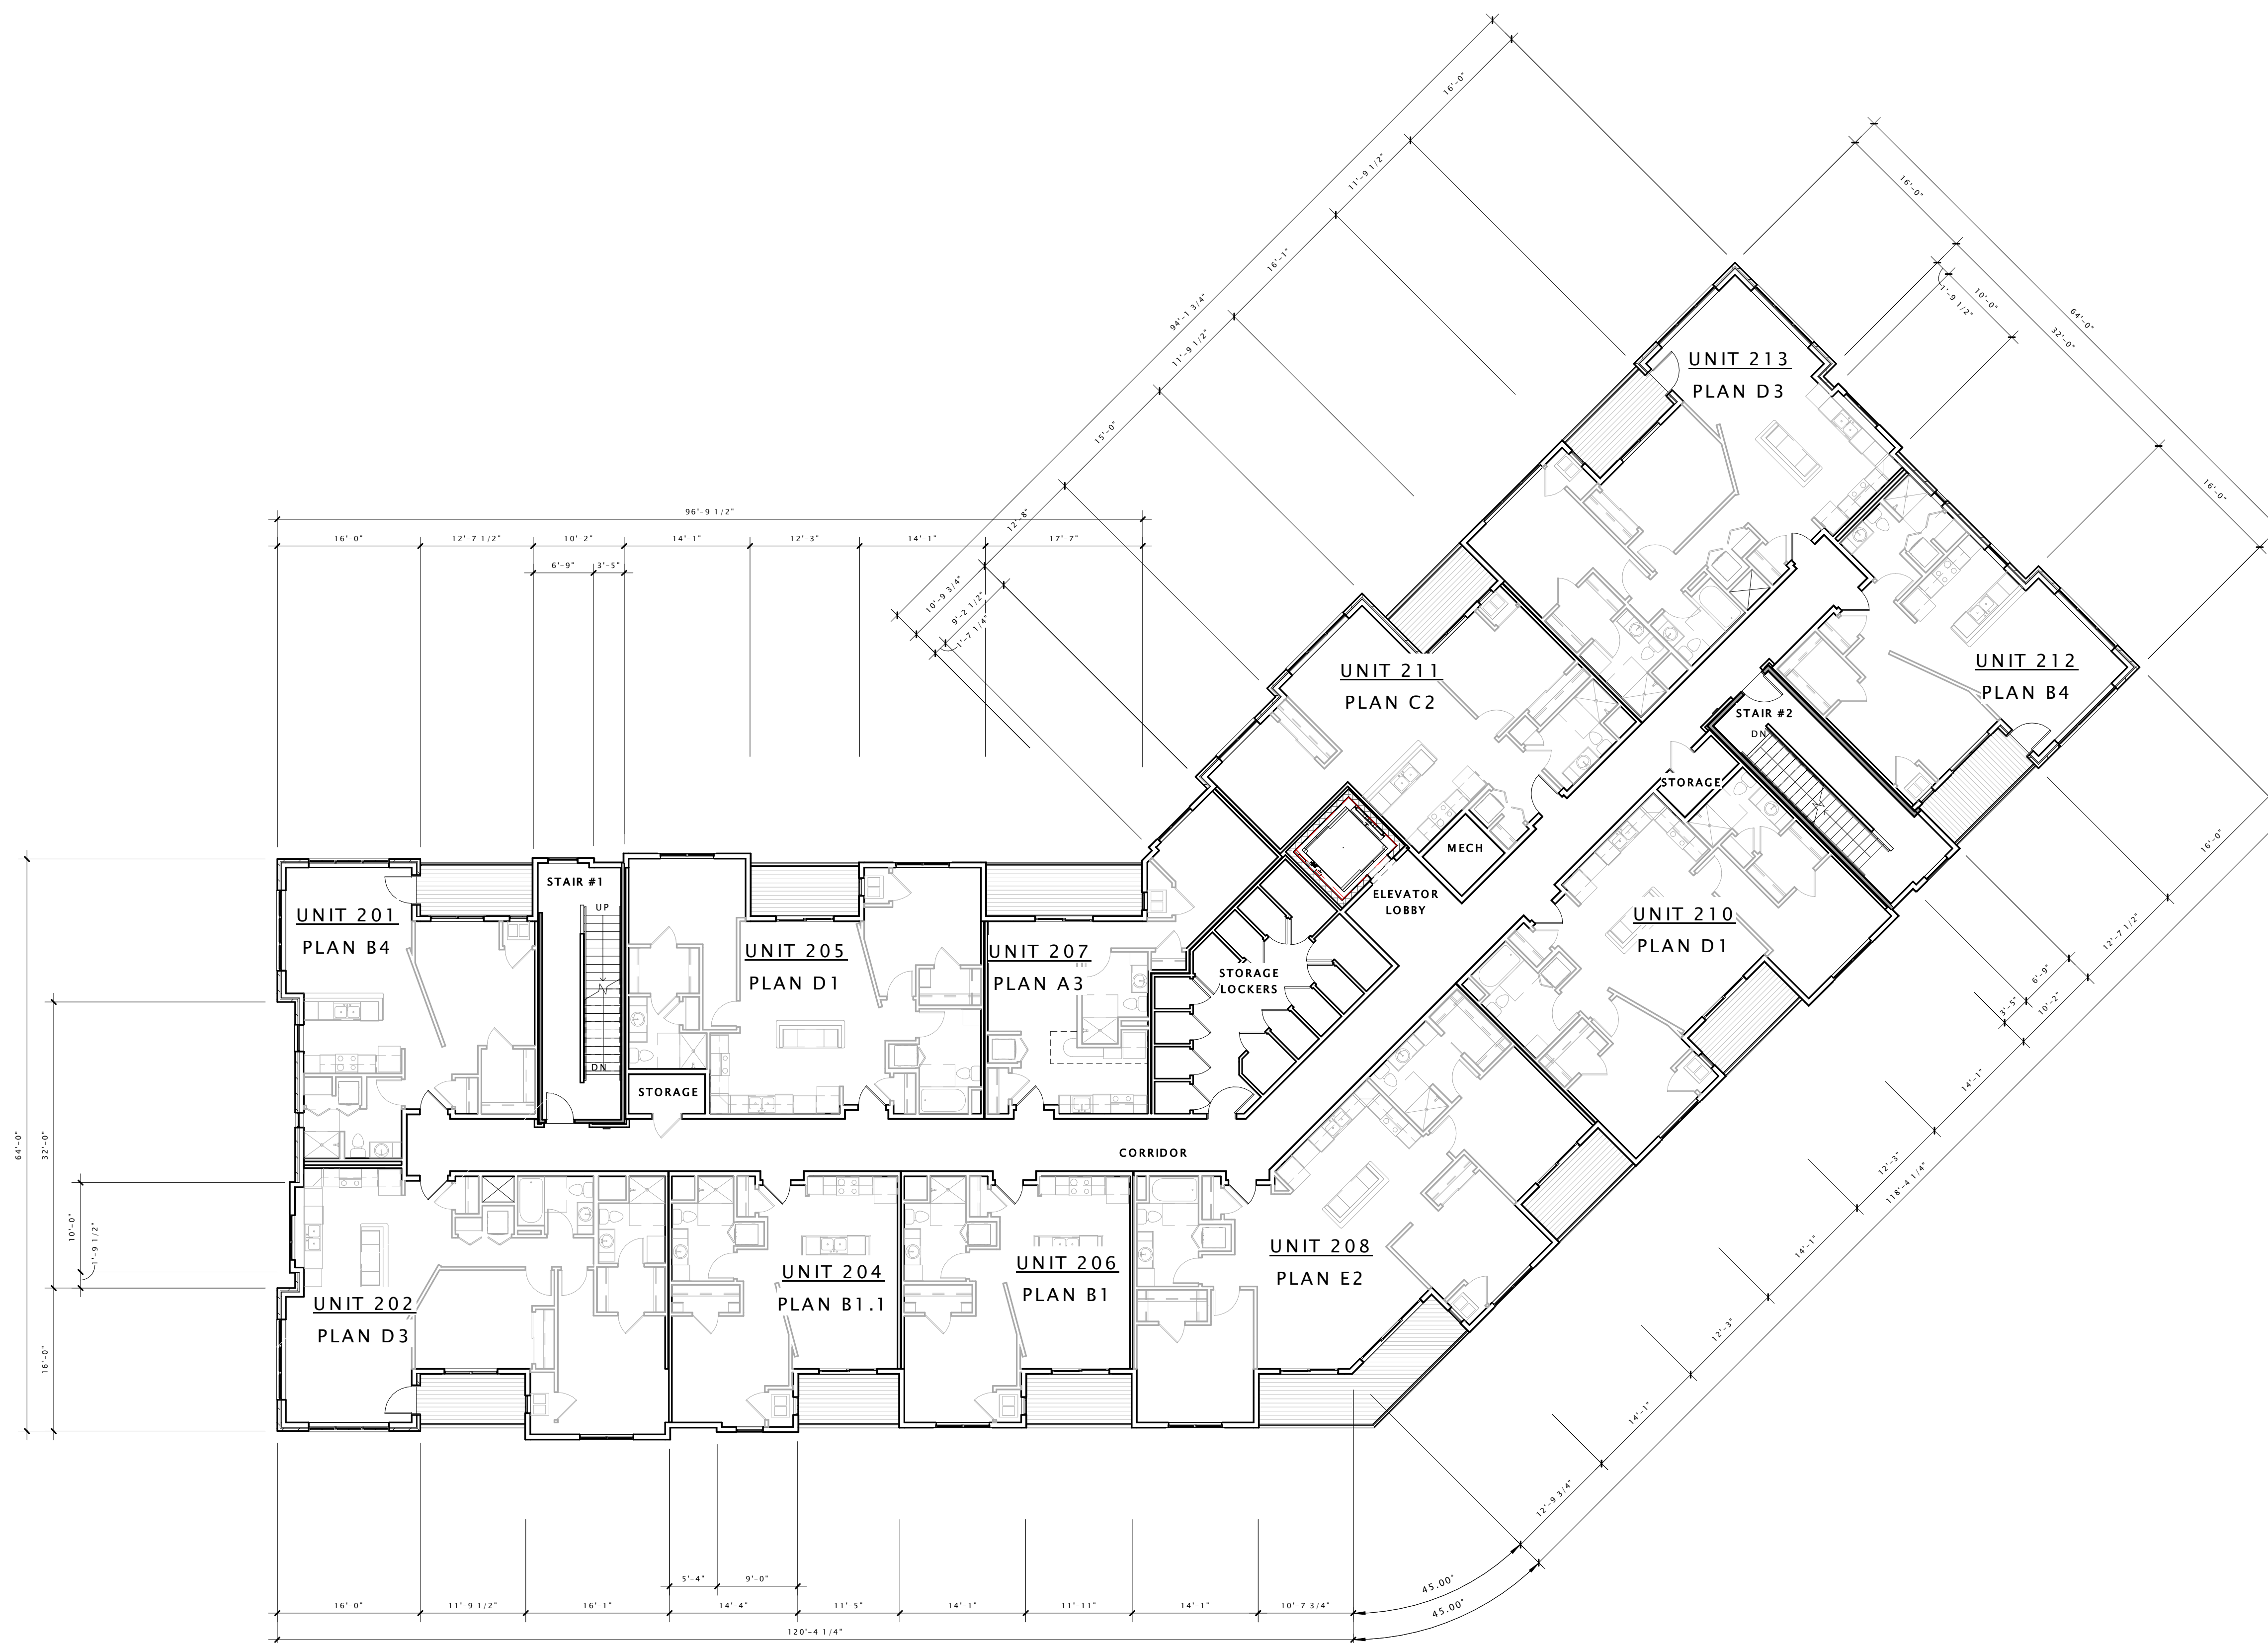 16'-0"
11'-9 1/2"
16'-1"
94'-1 3/4"
11'-9 1/2"
15'-0"
12'-8"
10'-9 3/4"
9'-2 1/2"
1'-7 1/4"
16'-0"
64'-0"
10'-0"
1'-9 1/2"
32'-0"
16'-0"
96'-9 1/2"
16'-0"
12'-7 1/2"
10'-2"
14'-1"
12'-3"
14'-1"
17'-7"
6'-9"
3'-5"
UNIT 213
PLAN D3
UNIT 212
PLAN B4
UNIT 211
PLAN C2
STAIR #2
DN
STORAGE
MECH
ELEVATOR
LOBBY
UNIT 210
PLAN D1
STAIR #1
UP
DN
UNIT 201
PLAN B4
UNIT 205
PLAN D1
UNIT 207
PLAN A3
STORAGE
LOCKERS
STORAGE
CORRIDOR
UNIT 202
PLAN D3
UNIT 204
PLAN B1.1
UNIT 206
PLAN B1
UNIT 208
PLAN E2
64'-0"
32'-0"
10'-0"
1'-9 1/2"
16'-0"
16'-0"
12'-7 1/2"
6'-9"
3'-5"
10'-2"
14'-1"
12'-3"
118'-4 1/4"
14'-1"
12'-3"
14'-1"
12'-9 3/4"
45.00°
45.00°
5'-4"
9'-0"
16'-0"
11'-9 1/2"
16'-1"
14'-4"
11'-5"
14'-1"
11'-11"
14'-1"
10'-7 3/4"
120'-4 1/4"